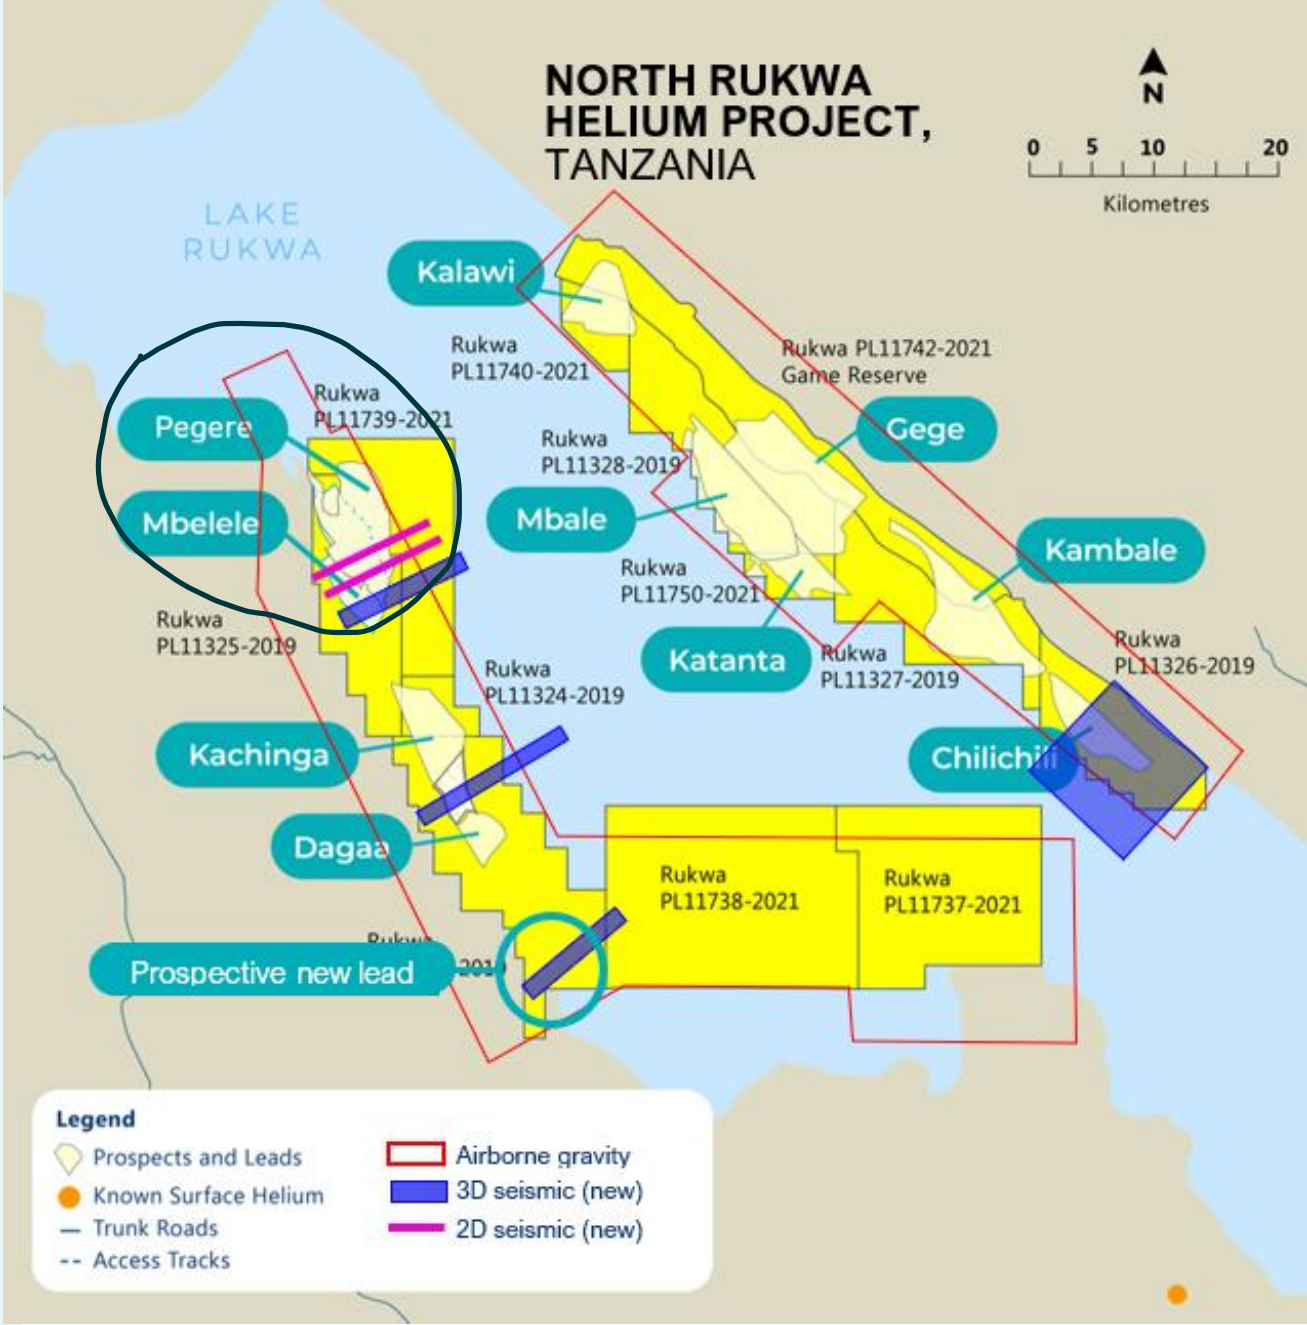 NORTH RUKWA
HELIUM PROJECT,
TANZANIA
N
0 5 10 20
Kilometres
LAKE
RUKWA
Kalawi
Rukwa
PL11740-2021
Rukwa PL11742-2021
Game Reserve
Rukwa
PL11739-2021
Pegere
Gege
Rukwa
PL11328-2019
Mbelele
Mbale
Kambale
Rukwa
PL11750-2021
Rukwa
PL11325-2019
Katanta
Rukwa
PL11327-2019
Rukwa
PL11326-2019
Rukwa
PL11324-2019
Kachinga
Chilichili
Dagaa
Rukwa
PL11738-2021
Rukwa
PL11737-2021
Rukwa
Prospective new lead
Legend
Prospects and Leads
Known Surface Helium
Trunk Roads
Access Tracks
Airborne gravity
3D seismic (new)
2D seismic (new)